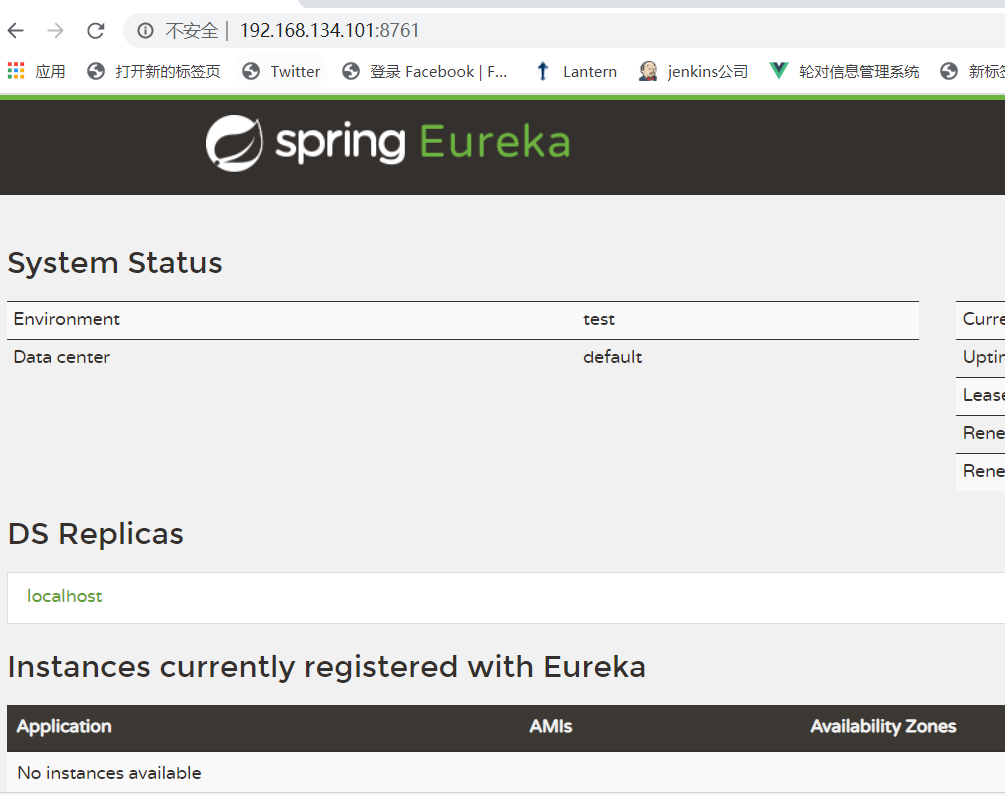 不安全 | 192.168.134.101:8761
应用 打开新的标签页 Twitter 登录 Facebook | F... Lantern jenkins公司 轮对信息管理系统 新标签
spring Eureka
System Status
Environment test Curre
Data center default Uptim
Lease
Rene
Rene
DS Replicas
localhost
Instances currently registered with Eureka
Application AMIs Availability Zones
No instances available